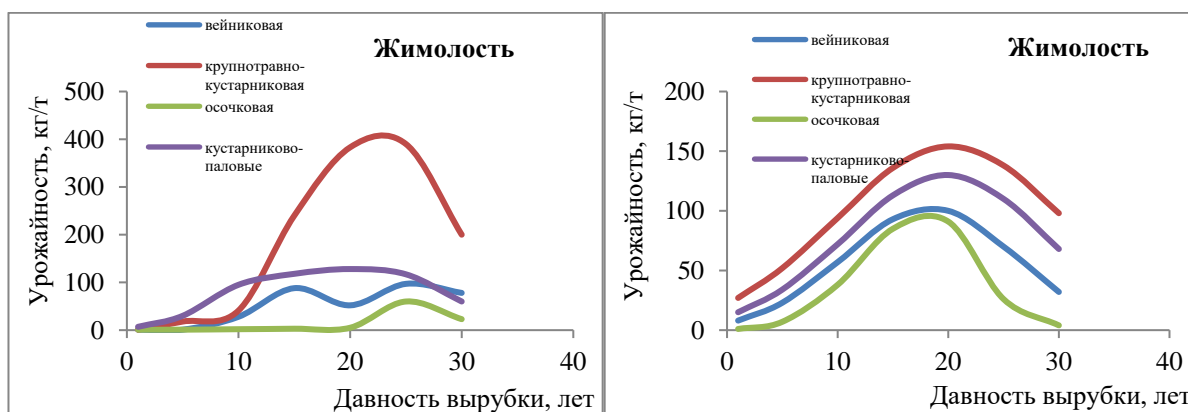 вейниковая
Жимолость
крупнотравно-
кустарниковая
осочковая
кустарниково-
паловые
500
400
300
200
100
0
0
10
20
30
40
Урожайность, кг/т
Давность вырубки, лет
вейниковая
Жимолость
крупнотравно-
кустарниковая
осочковая
кустарниково-
паловые
200
150
100
50
0
0
10
20
30
40
Урожайность, кг/т
Давность вырубки, лет